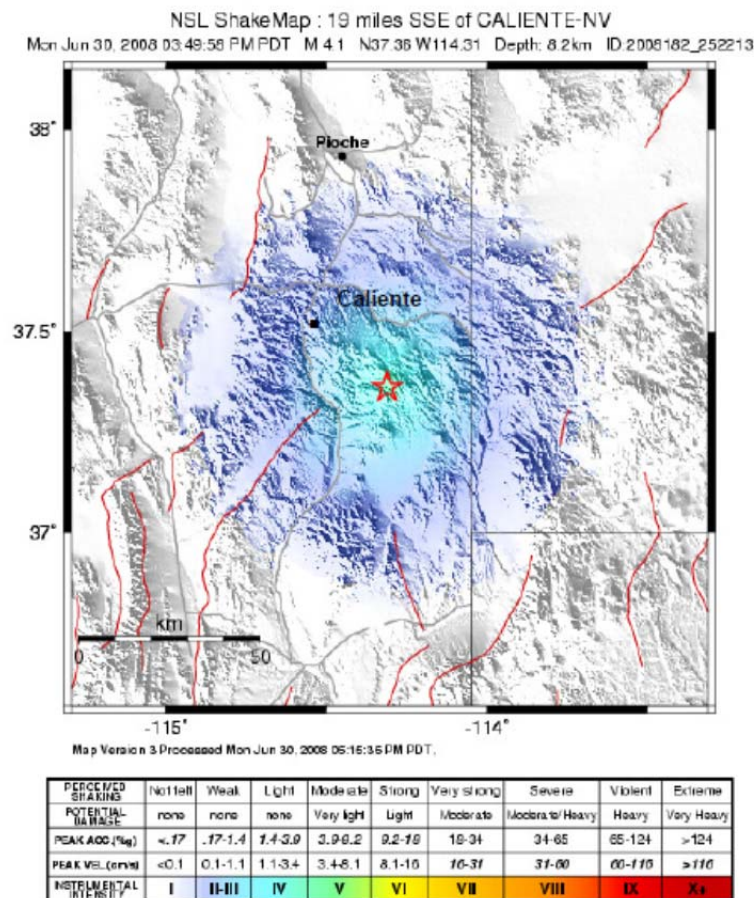 NSL ShakeMap : 19 miles SSE of CALIENTE-NV
Mon Jun 30, 2008 03:49:58 PM PDT M 4.1 N37.36 W114.31 Depth: 8.2km ID:2008182_252213
38°
Pioche
Caliente
37.5°
37°
km
0 50
-115° -114°
Map Version 3 Processed Mon Jun 30, 2008 05:15:35 PM PDT,
PERCEIVED SHAKING Not felt Weak Light Moderate Strong Very strong Severe Violent Extreme
POTENTIAL DAMAGE none none none Very light Light Moderate Moderate/Heavy Heavy Very Heavy
PEAK ACC.(%g) <.17 .17-1.4 1.4-3.9 3.9-9.2 9.2-18 18-34 34-65 65-124 >124
PEAK VEL.(cm/s) <0.1 0.1-1.1 1.1-3.4 3.4-8.1 8.1-16 16-31 31-60 60-116 >116
INSTRUMENTAL INTENSITY I II-III IV V VI VII VIII IX X+